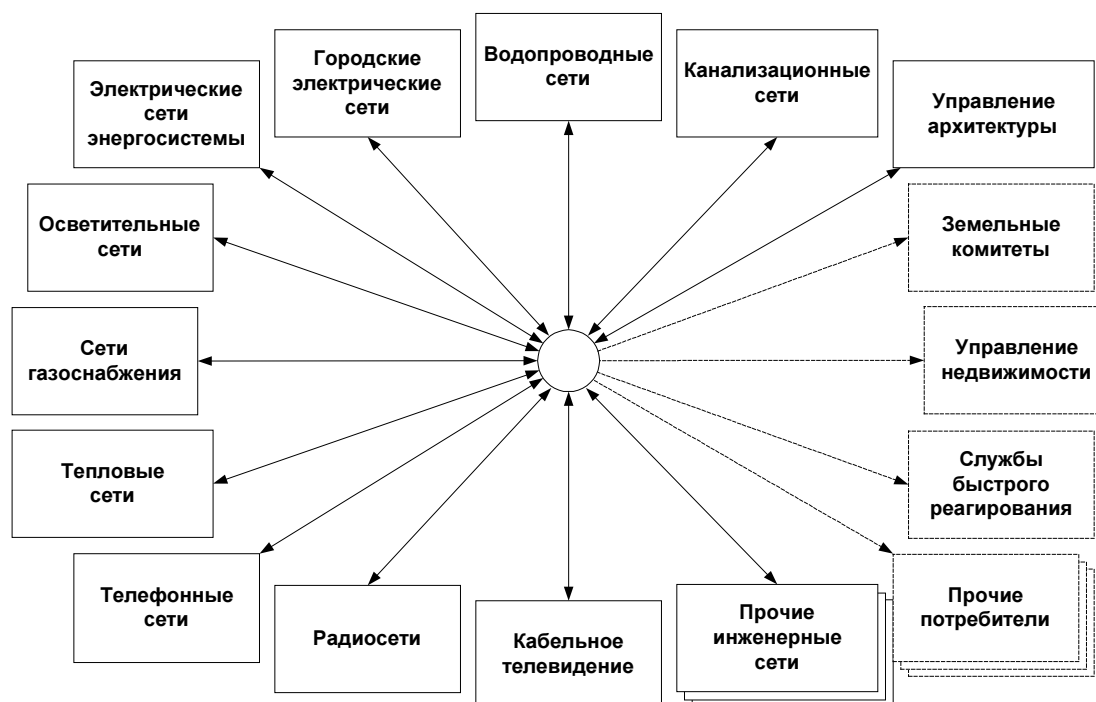 Электрические
сети
энергосистемы
Городские
электрические
сети
Водопроводные
сети
Канализационные
сети
Управление
архитектуры
Осветительные
сети
Земельные
комитеты
Сети
газоснабжения
Управление
недвижимости
Тепловые
сети
Службы
быстрого
реагирования
Телефонные
сети
Радиосети
Кабельное
телевидение
Прочие
инженерные
сети
Прочие
потребители